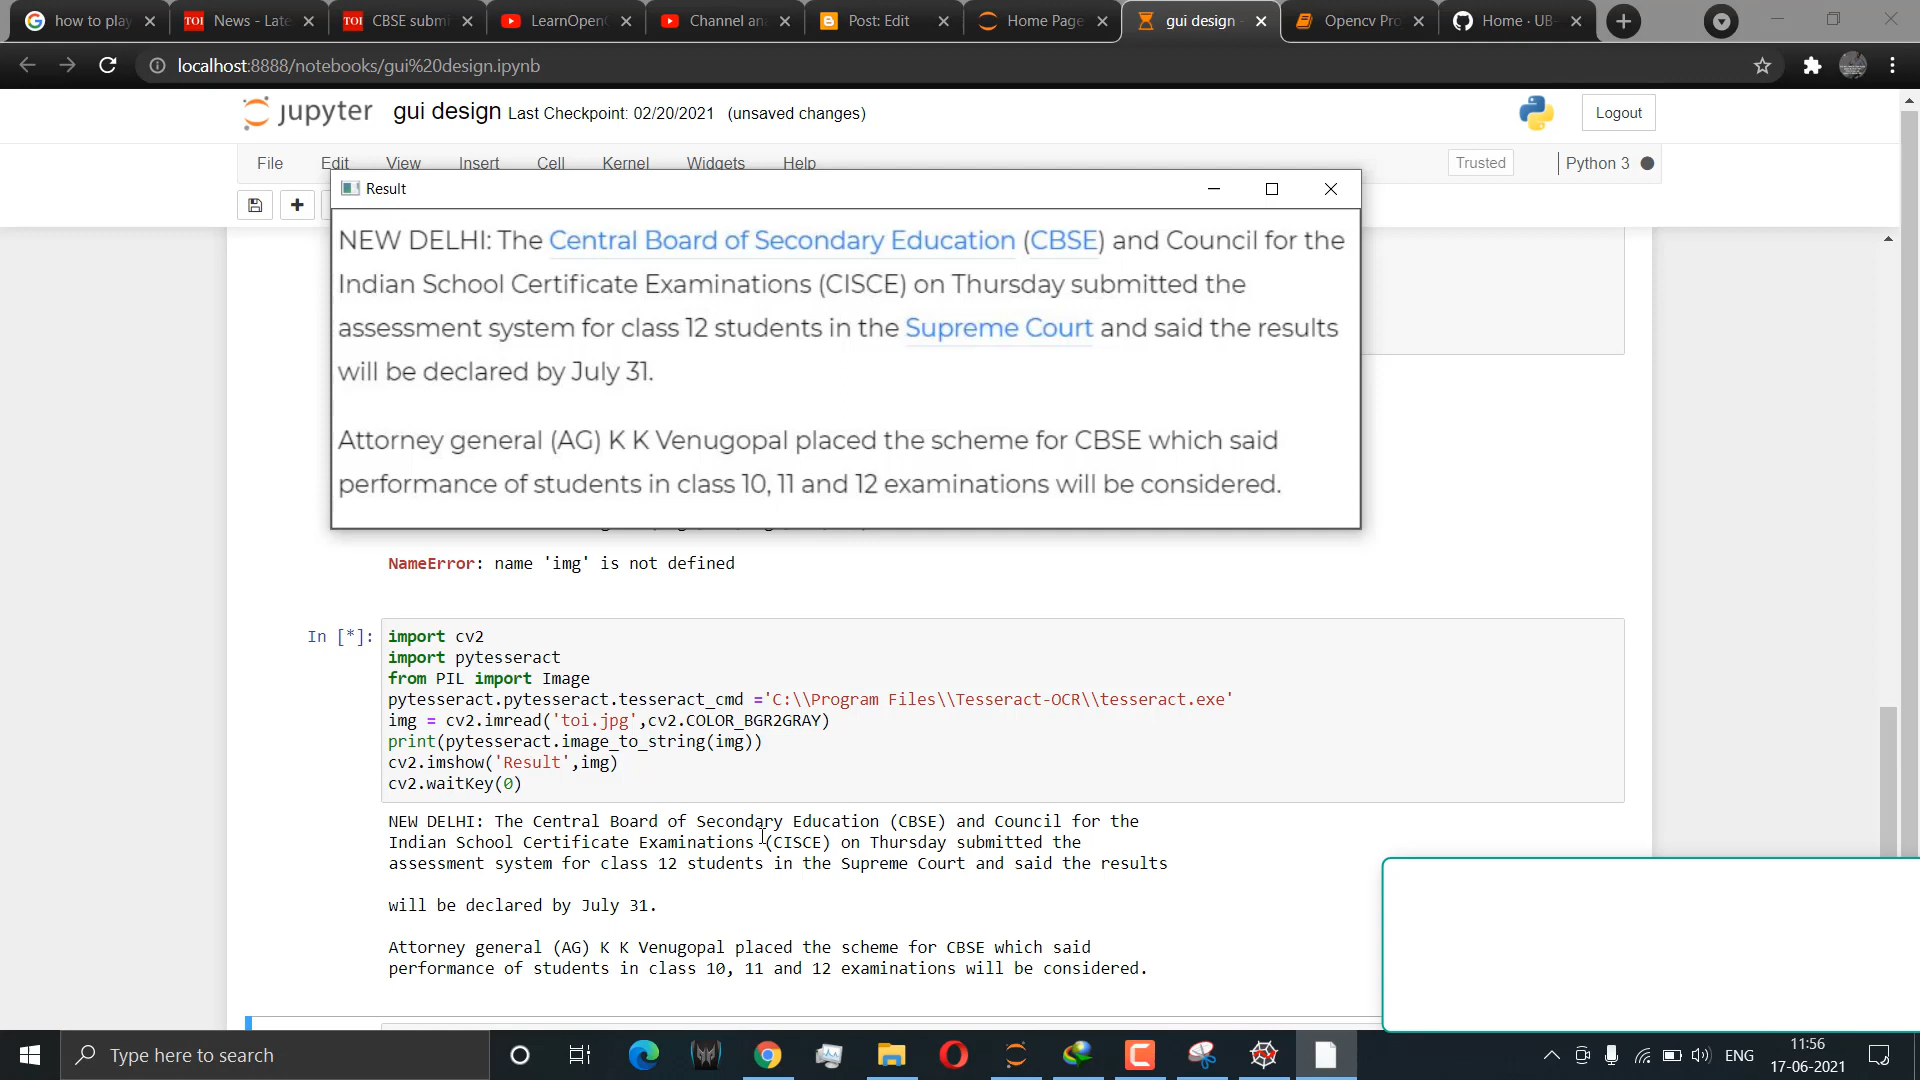 how to play
News - Late
CBSE submi
LearnOpen
Channel an
Post: Edit
Home Page
gui design
Opencv Pro
Home · UB-
localhost:8888/notebooks/gui%20design.ipynb
jupyter gui design Last Checkpoint: 02/20/2021 (unsaved changes)
Logout
File Edit View Insert Cell Kernel Widgets Help
Trusted
Python 3
Result
NEW DELHI: The Central Board of Secondary Education (CBSE) and Council for the
Indian School Certificate Examinations (CISCE) on Thursday submitted the
assessment system for class 12 students in the Supreme Court and said the results
will be declared by July 31.
Attorney general (AG) K K Venugopal placed the scheme for CBSE which said
performance of students in class 10, 11 and 12 examinations will be considered.
NameError: name 'img' is not defined
In [*]:
import cv2
import pytesseract
from PIL import Image
pytesseract.pytesseract.tesseract_cmd ='C:\\Program Files\\Tesseract-OCR\\tesseract.exe'
img = cv2.imread('toi.jpg',cv2.COLOR_BGR2GRAY)
print(pytesseract.image_to_string(img))
cv2.imshow('Result',img)
cv2.waitKey(0)
NEW DELHI: The Central Board of Secondary Education (CBSE) and Council for the
Indian School Certificate Examinations (CISCE) on Thursday submitted the
assessment system for class 12 students in the Supreme Court and said the results
will be declared by July 31.
Attorney general (AG) K K Venugopal placed the scheme for CBSE which said
performance of students in class 10, 11 and 12 examinations will be considered.
Type here to search
ENG
11:56
17-06-2021